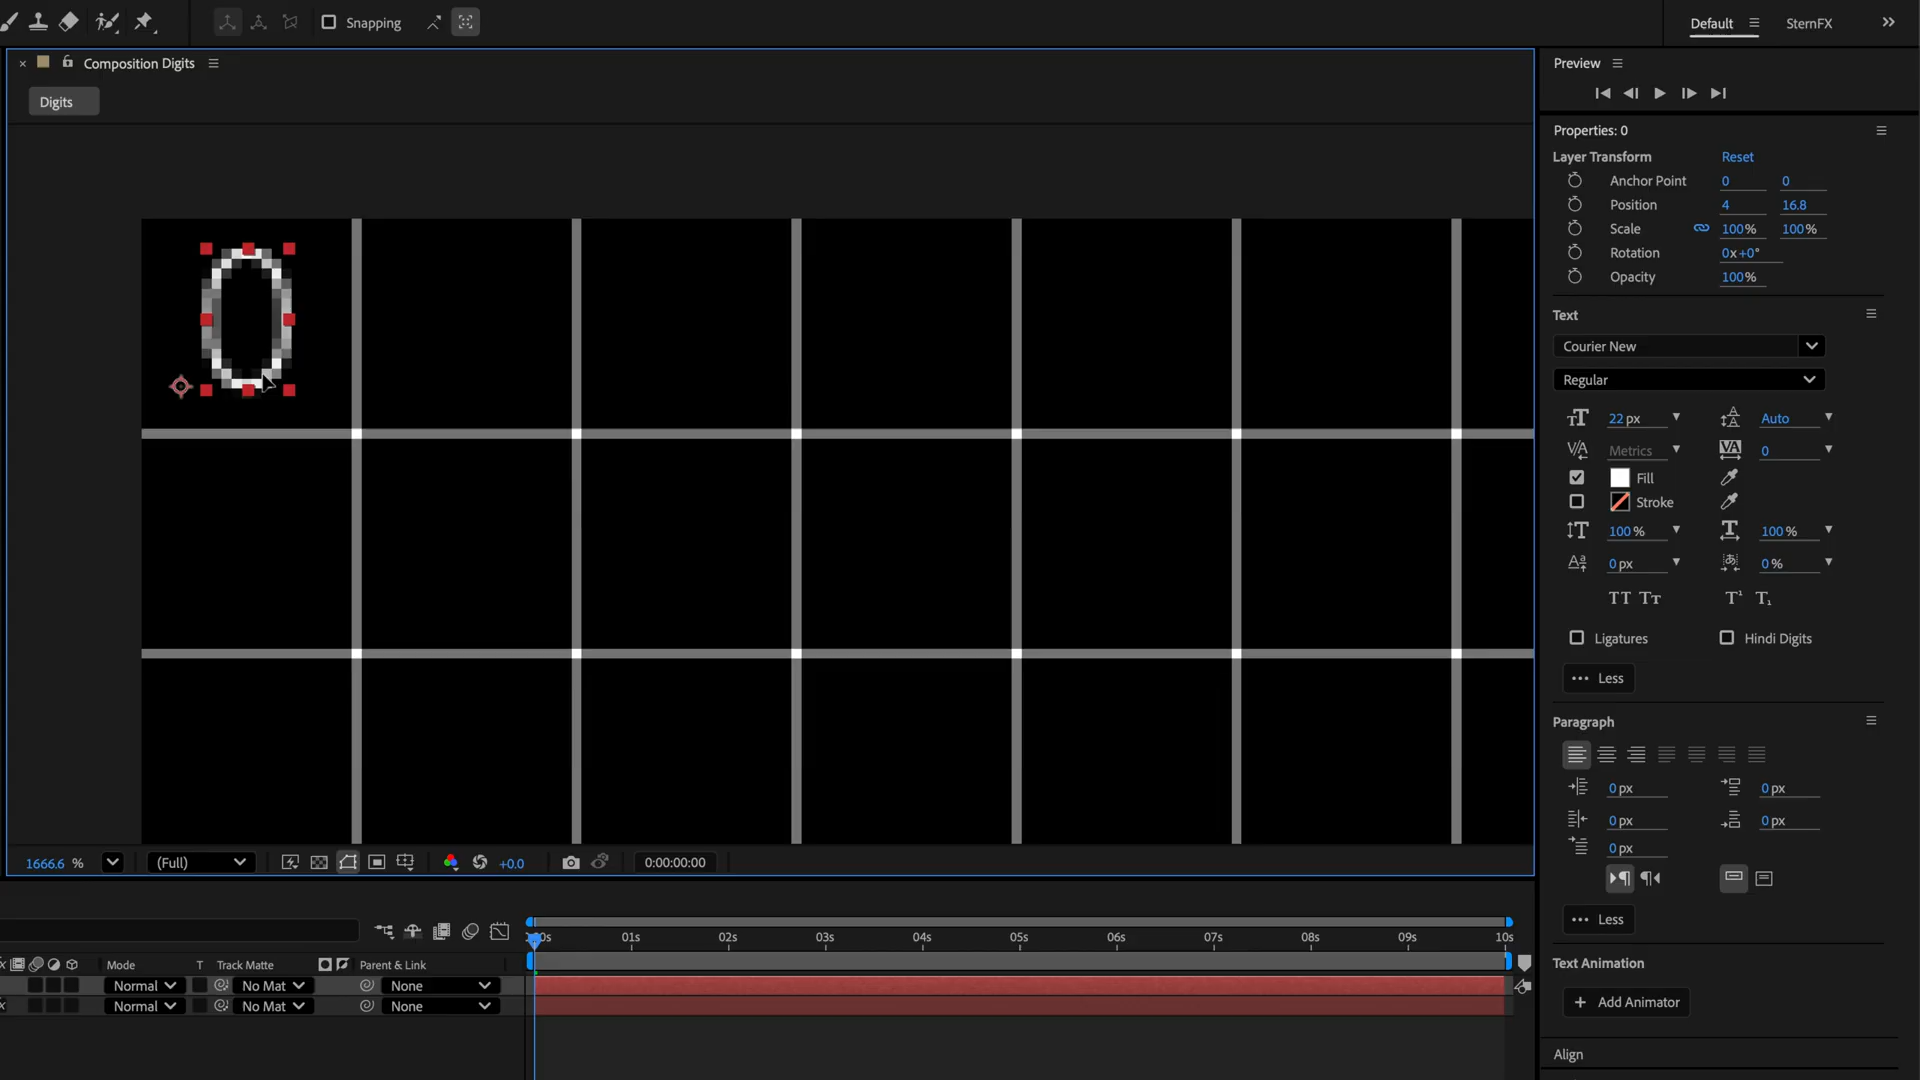 Snapping
Default
SternFX
Composition Digits
Preview
Digits
Properties: 0
Layer Transform Reset
Anchor Point 0 0
Position 4 16.8
Scale 100% 100%
Rotation 0x+0°
Opacity 100%
Text
Courier New
Regular
22 px Auto
Metrics 0
Fill
Stroke
100 % 100 %
0 px 0 %
TT Tт T¹ T₁
Ligatures Hindi Digits
Less
Paragraph
0 px 0 px
0 px 0 px
0 px
Less
Text Animation
+ Add Animator
Align
0
1666.6 % (Full) +0.0 0:00:00:00
01s 02s 03s 04s 05s 06s 07s 08s 09s 10s
Mode T Track Matte Parent & Link
Normal No Mat None
Normal No Mat None